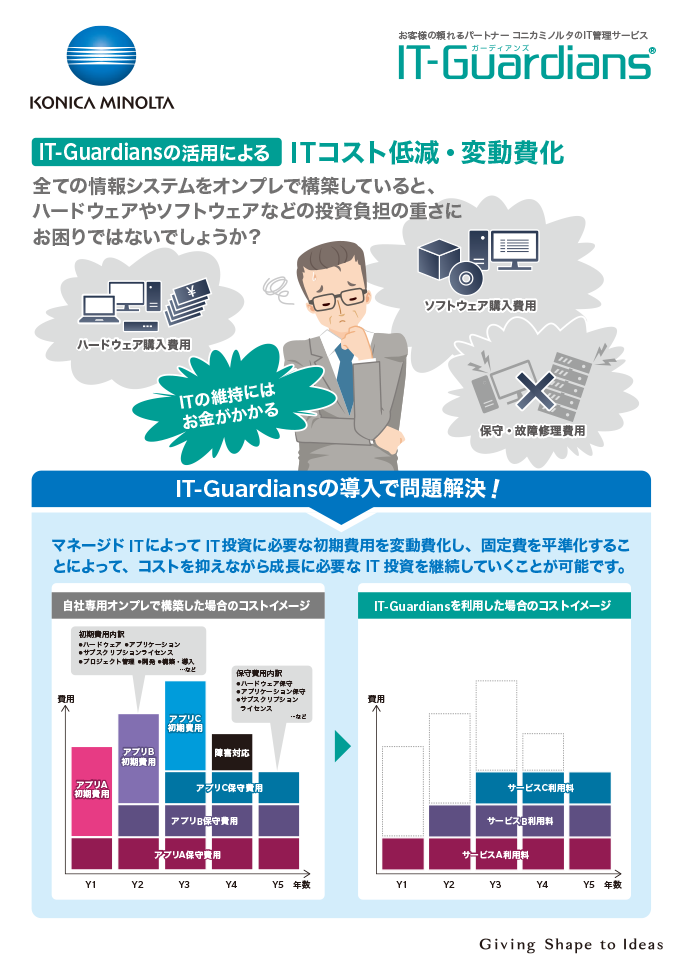 KONICA MINOLTA
お客様の頼れるパートナー コニカミノルタのIT管理サービス
ガーディアンズ
IT-Guardians®
IT-Guardiansの活用による ITコスト低減・変動費化
全ての情報システムをオンプレで構築していると、
ハードウェアやソフトウェアなどの投資負担の重さに
お困りではないでしょうか?
¥
ハードウェア購入費用
ソフトウェア購入費用
保守・故障修理費用
ITの維持には
お金がかかる
IT-Guardiansの導入で問題解決!
マネージド ITによって IT投資に必要な初期費用を変動費化し、固定費を平準化するこ
とによって、コストを抑えながら成長に必要な IT 投資を継続していくことが可能です。
自社専用オンプレで構築した場合のコストイメージ
初期費用内訳
●ハードウェア ●アプリケーション
●サブスクリプションライセンス
●プロジェクト管理 ●開発 ●構築・導入
…など
保守費用内訳
●ハードウェア保守
●アプリケーション保守
●サブスクリプション
ライセンス
…など
費用
アプリA
初期費用
アプリB
初期費用
アプリC
初期費用
障害対応
アプリC保守費用
アプリB保守費用
アプリA保守費用
Y1 Y2 Y3 Y4 Y5 年数
IT-Guardiansを利用した場合のコストイメージ
費用
サービスC利用料
サービスB利用料
サービスA利用料
Y1 Y2 Y3 Y4 Y5 年数
Giving Shape to Ideas